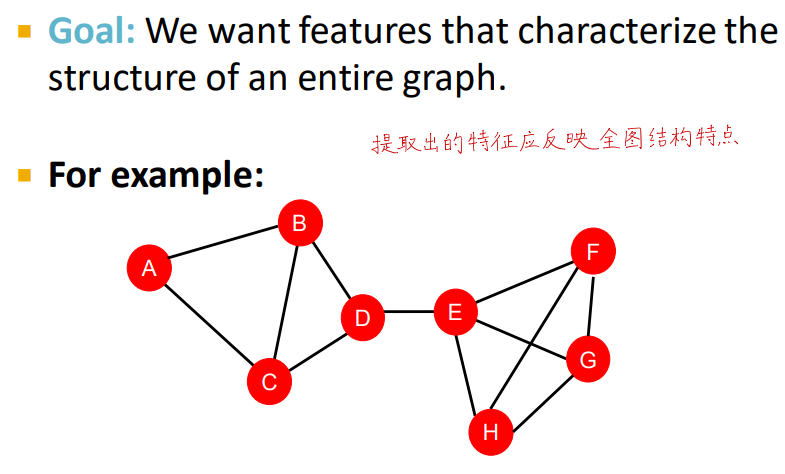 Goal: We want features that characterize the
structure of an entire graph.
提取出的特征应反映全图结构特点
For example:
B
A
F
D
E
G
C
H